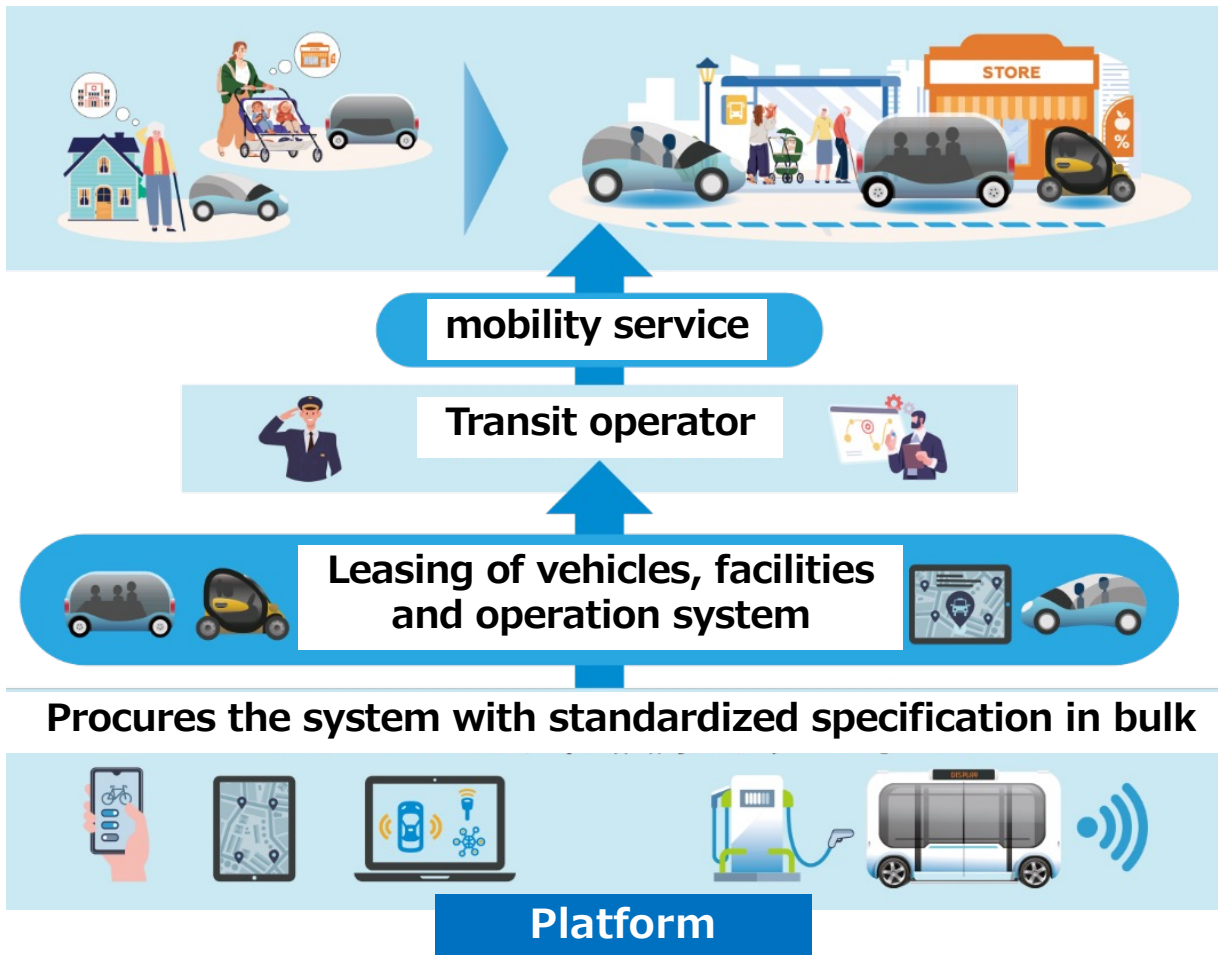 STORE
STORE
%
mobility service
Transit operator
Leasing of vehicles, facilities
and operation system
Procures the system with standardized specification in bulk
DISPLAY
Platform